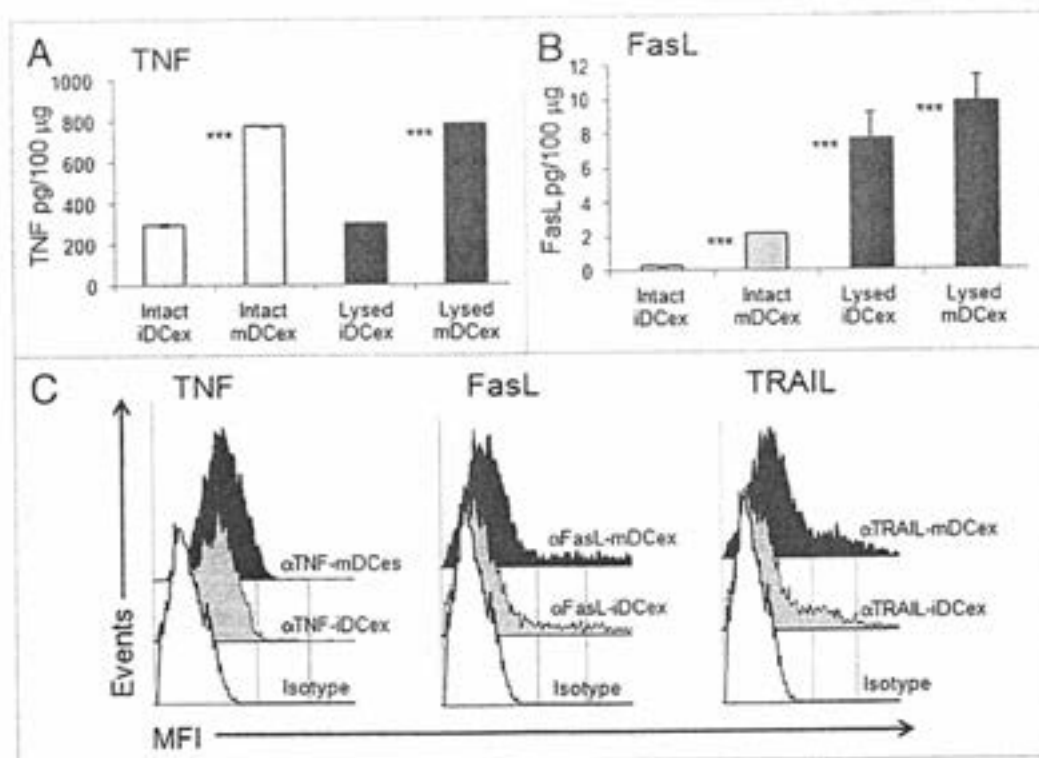 A
TNF
TNF pg/100 µg
1000
800
600
400
200
0
***
***
Intact iDCex
Intact mDCex
Lysed iDCex
Lysed mDCex
B
FasL
FasL pg/100 µg
12
10
8
6
4
2
0
***
***
***
Intact iDCex
Intact mDCex
Lysed iDCex
Lysed mDCex
C
TNF
FasL
TRAIL
Events
αTNF-mDCes
αTNF-iDCex
Isotype
αFasL-mDCex
αFasL-iDCex
Isotype
αTRAIL-mDCex
αTRAIL-iDCex
Isotype
MFI